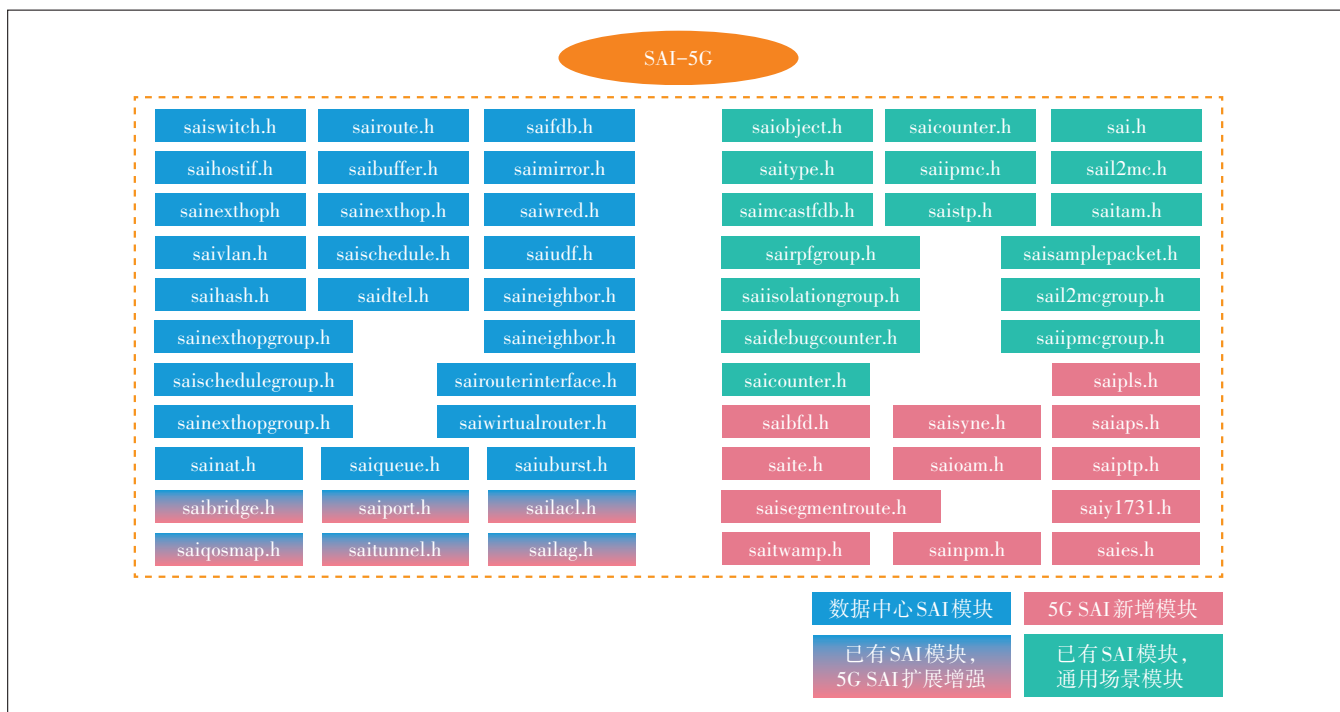 SAI-5G
saiswitch.h sairoute.h saifdb.h
saihostif.h saibuffer.h saimirror.h
sainexthoph sainexthop.h saiwred.h
saivlan.h saischedule.h saiudf.h
saihash.h saidtel.h saineighbor.h
sainexthopgroup.h saineighbor.h
saischedulegroup.h sairouterinterface.h
sainexthopgroup.h saiwirtualrouter.h
sainat.h saiqueue.h saiuburst.h
saibridge.h saiport.h sailacl.h
saiqosmap.h saitunnel.h sailag.h
saiobject.h saicounter.h sai.h
saitype.h saiipmc.h sail2mc.h
saimcastfdb.h saistp.h saitam.h
sairpfgroup.h saisamplepacket.h
saiisolationgroup.h sail2mcgroup.h
saidebugcounter.h saiipmcgroup.h
saicounter.h saipls.h
saibfd.h saisyne.h saiaps.h
saite.h saioam.h saiptp.h
saisegmentroute.h saiy1731.h
saitwamp.h sainpm.h saies.h
数据中心SAI模块 5G SAI新增模块
已有SAI模块，
5G SAI扩展增强
已有SAI模块，
通用场景模块